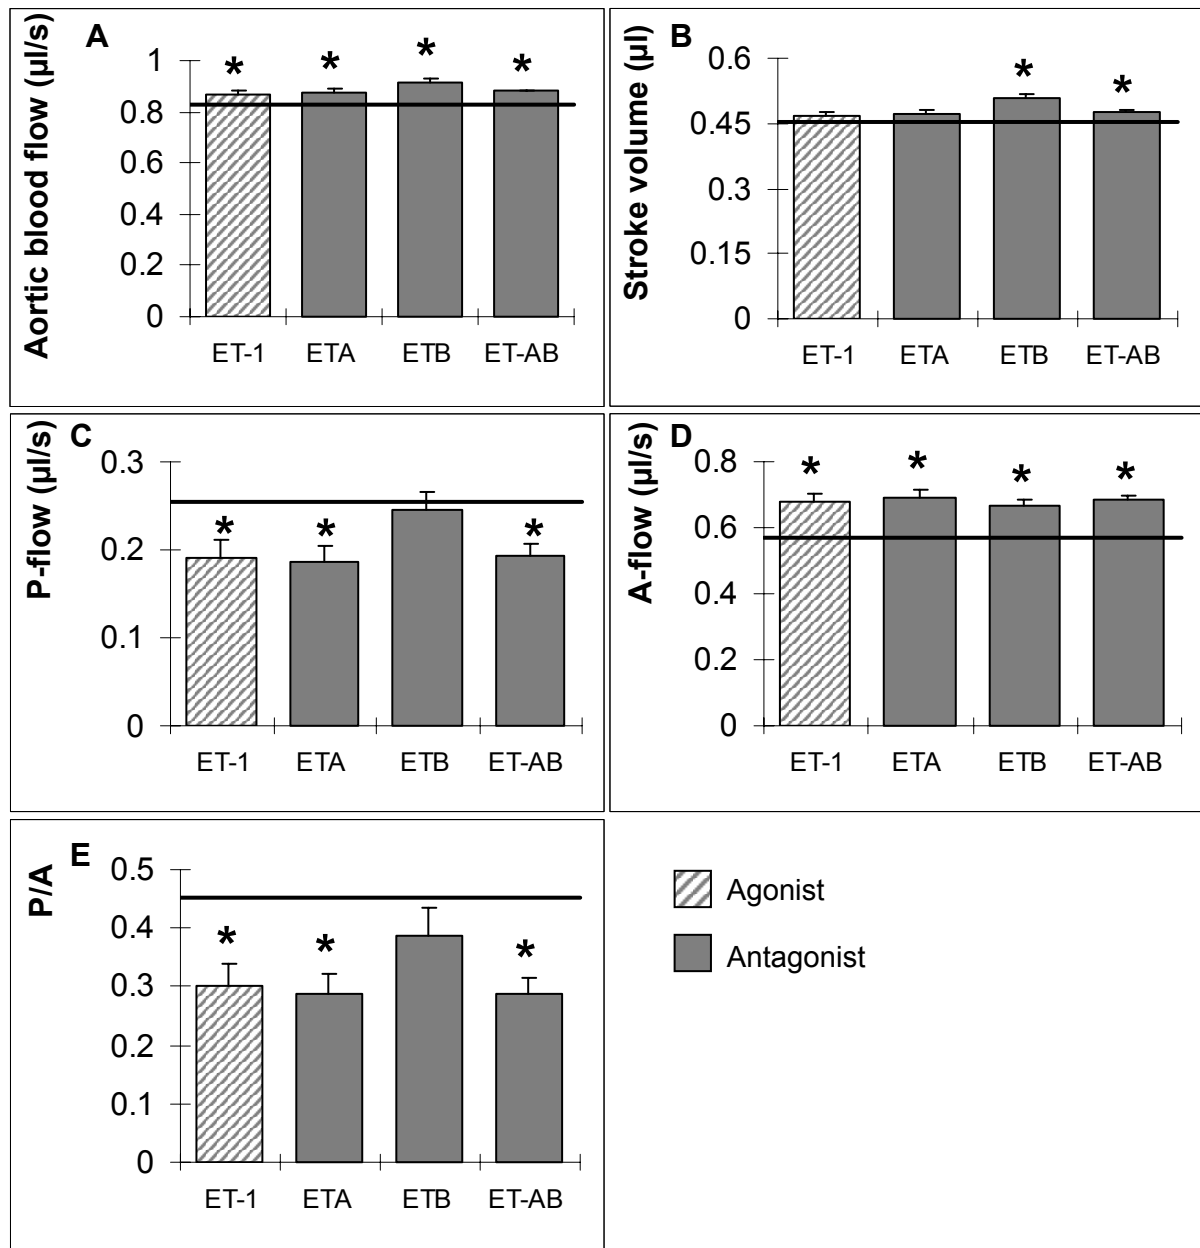 A
Aortic blood flow (µl/s)
1
0.8
0.6
0.4
0.2
0
* * * *
ET-1 ETA ETB ET-AB
B
Stroke volume (µl)
0.6
0.45
0.3
0.15
0
* *
ET-1 ETA ETB ET-AB
C
P-flow (µl/s)
0.3
0.2
0.1
0
* * *
ET-1 ETA ETB ET-AB
D
A-flow (µl/s)
0.8
0.6
0.4
0.2
0
* * * *
ET-1 ETA ETB ET-AB
E
P/A
0.5
0.4
0.3
0.2
0.1
0
* * *
ET-1 ETA ETB ET-AB
Agonist
Antagonist